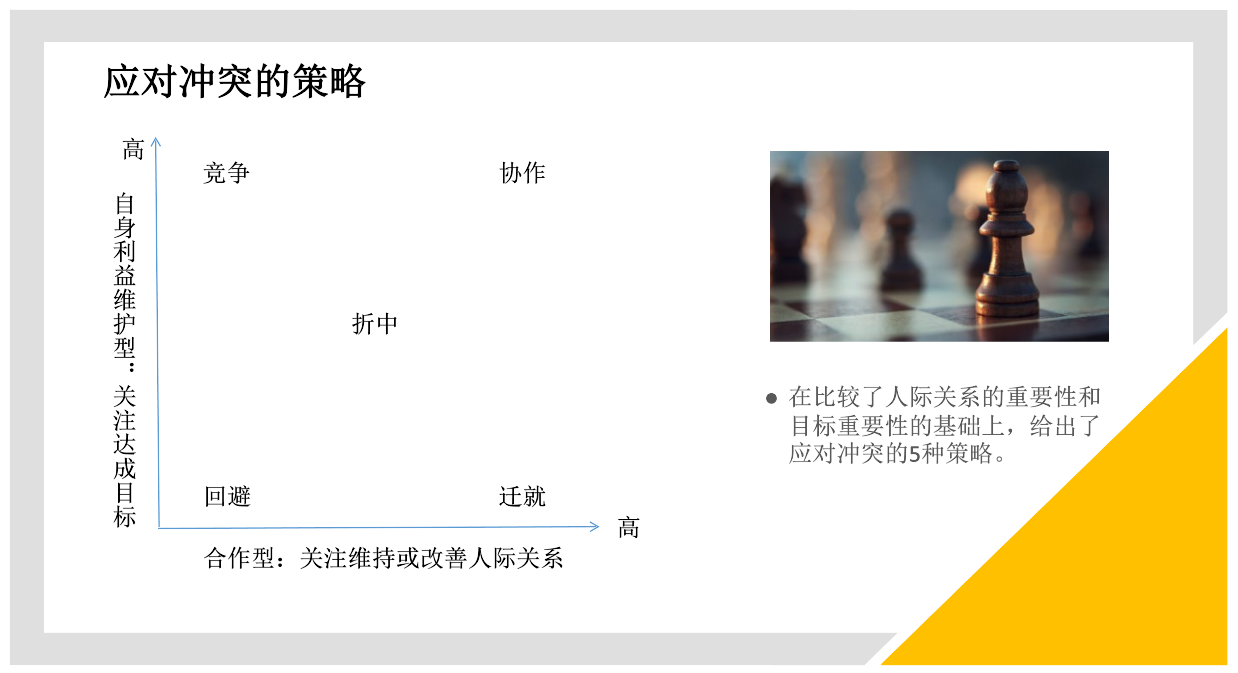 应对冲突的策略
高
竞争
协作
自身利益维护型：关注达成目标
折中
回避
迁就
高
合作型：关注维持或改善人际关系
在比较了人际关系的重要性和
目标重要性的基础上，给出了
应对冲突的5种策略。